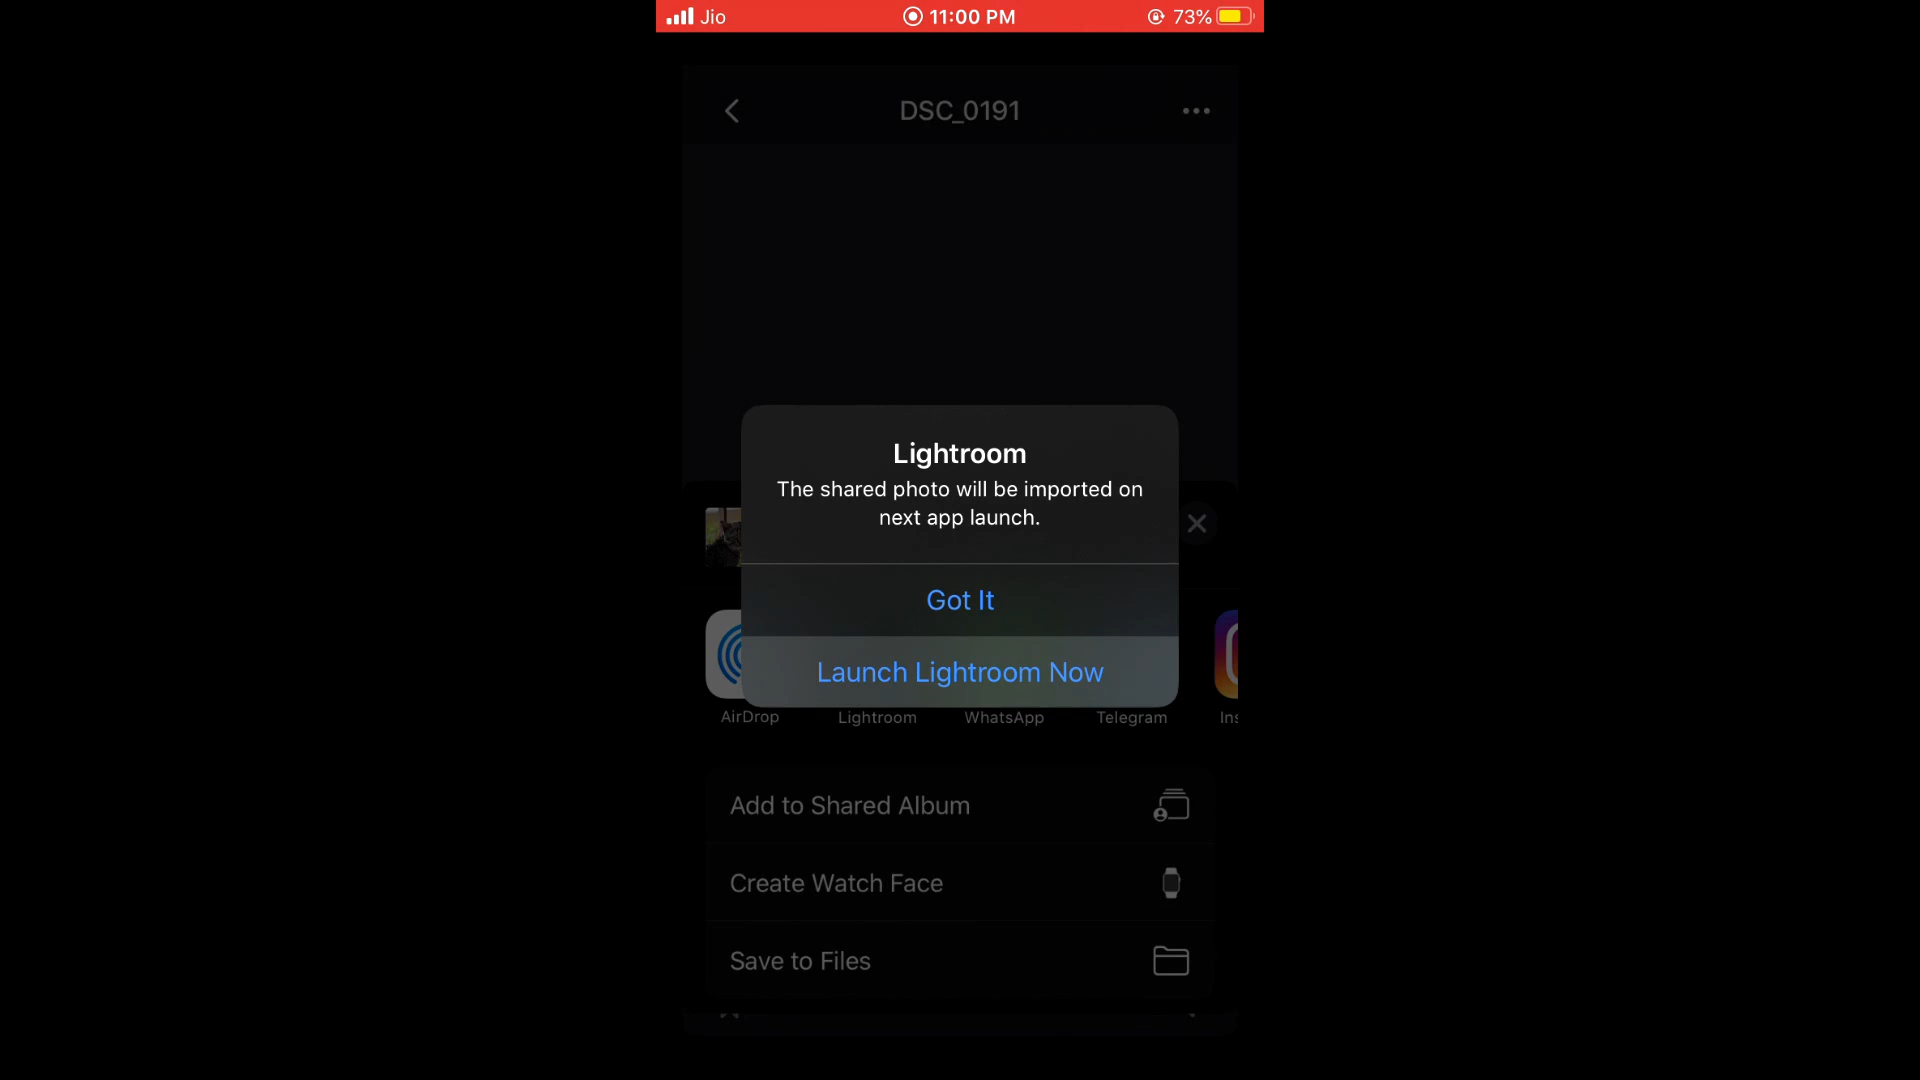 Jio
11:00 PM
73%
DSC_0191
Lightroom
The shared photo will be imported on
next app launch.
Got It
Launch Lightroom Now
AirDrop
Lightroom
WhatsApp
Telegram
Ins
Add to Shared Album
Create Watch Face
Save to Files